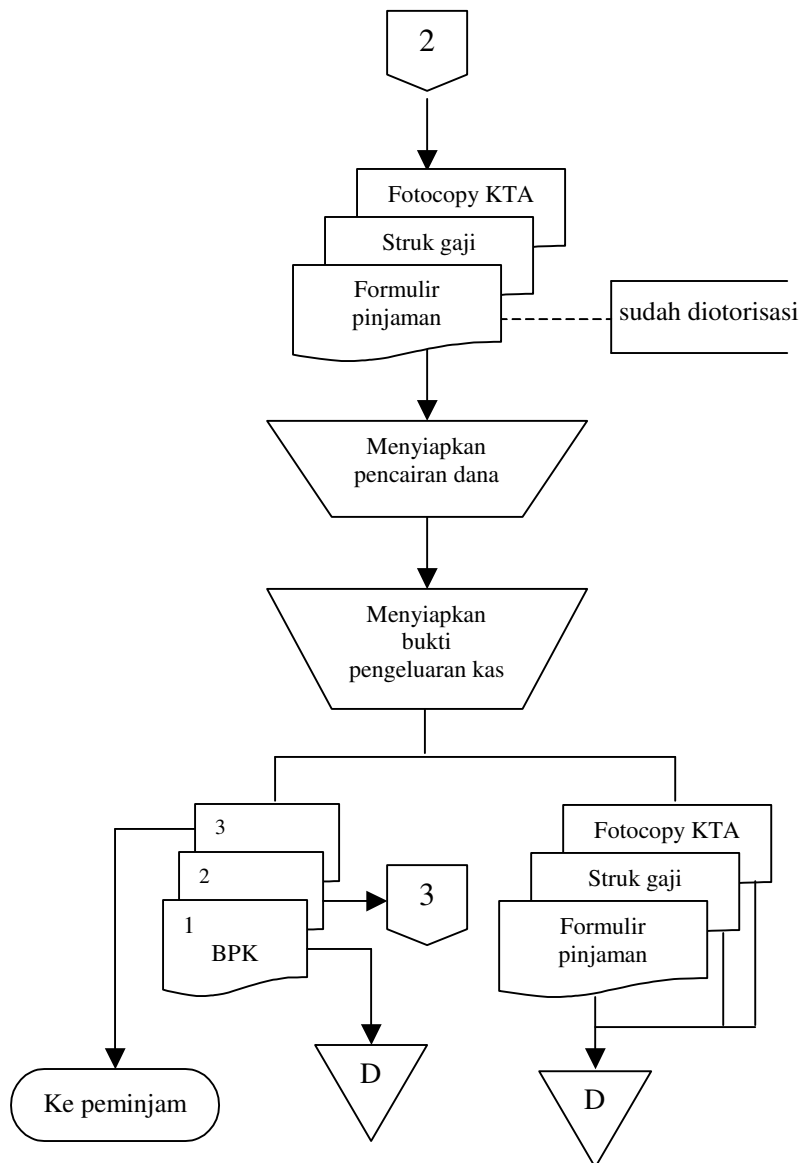 2
Fotocopy KTA
Struk gaji
Formulir
pinjaman
sudah diotorisasi
Menyiapkan
pencairan dana
Menyiapkan
bukti
pengeluaran kas
3
2
1
BPK
3
Fotocopy KTA
Struk gaji
Formulir
pinjaman
Ke peminjam
D
D